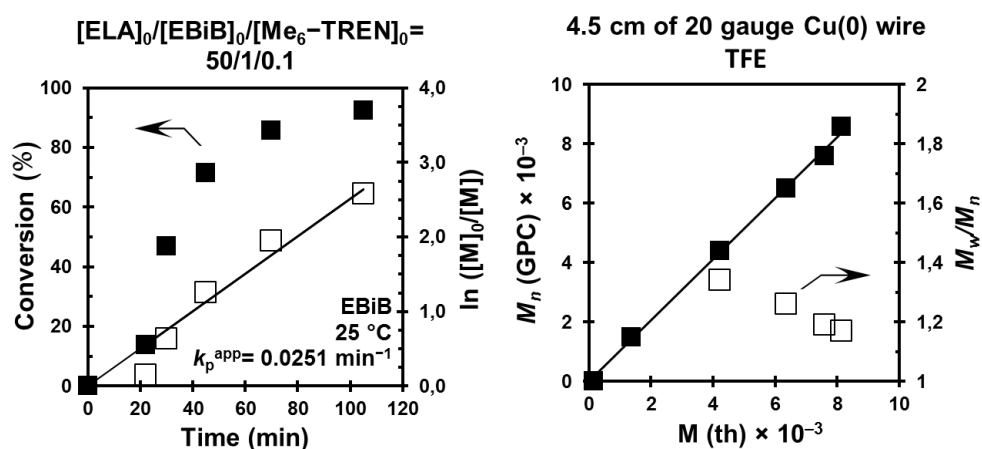 [ELA]₀/[EBiB]₀/[Me₆−TREN]₀=
50/1/0.1
100
80
60
40
20
0
Conversion (%)
4,0
3,0
2,0
1,0
0,0
ln ([M]₀/[M])
EBiB
25 °C
kₚᵃᵖᵖ= 0.0251 min⁻¹
0 20 40 60 80 100 120
Time (min)
4.5 cm of 20 gauge Cu(0) wire
TFE
10
8
6
4
2
0
Mₙ (GPC) × 10⁻³
2
1,8
1,6
1,4
1,2
1
M_w/Mₙ
0 2 4 6 8 10
M (th) × 10⁻³